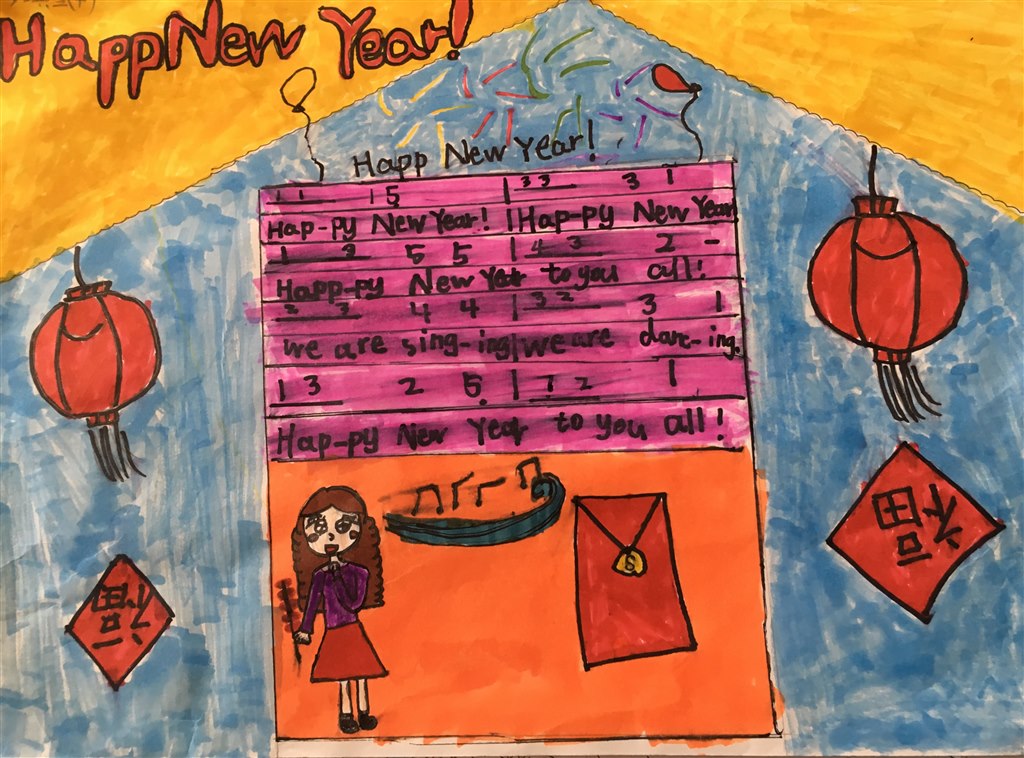 HappNew Year!
Happ New Year!
1 1 1 5 | 3 3 3 1
Hap-py New Year! | Hap-py New Year
1 3 5 5 | 4 3 2 -
Happ-py New Year to you all!
2 3 4 4 | 3 2 3 1
we are sing-ing|we are danc-ing.
1 3 2 5. | 7 2 1
Hap-py New Year to you all!
$
福
福